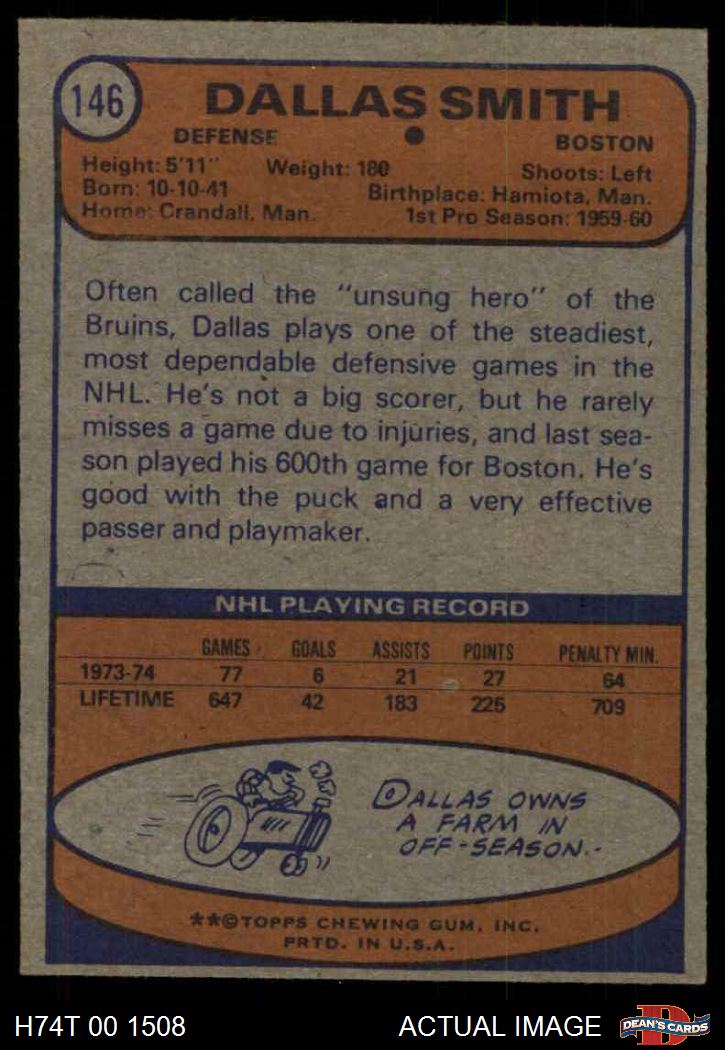 146
DALLAS SMITH
DEFENSE • BOSTON
Height: 5'11" Weight: 180 Shoots: Left
Born: 10-10-41 Birthplace: Hamiota, Man.
Home: Crandall, Man. 1st Pro Season: 1959-60
Often called the "unsung hero" of the
Bruins, Dallas plays one of the steadiest,
most dependable defensive games in the
NHL. He's not a big scorer, but he rarely
misses a game due to injuries, and last sea-
son played his 600th game for Boston. He's
good with the puck and a very effective
passer and playmaker.
NHL PLAYING RECORD
GAMES GOALS ASSISTS POINTS PENALTY MIN.
1973-74 77 6 21 27 64
LIFETIME 647 42 183 225 709
DALLAS OWNS
A FARM IN
OFF-SEASON.
**©TOPPS CHEWING GUM, INC.
PRTD. IN U.S.A.
H74T 00 1508 ACTUAL IMAGE
D
DEAN'S CARDS